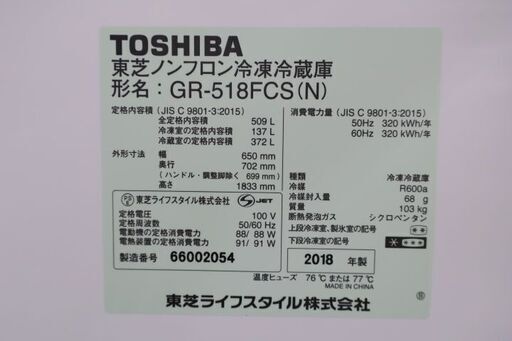 TOSHIBA
東芝ノンフロン冷凍冷蔵庫
形名：GR-518FCS(N)
定格内容積（JIS C 9801-3:2015）
全定格内容積 509 L
冷凍室の定格内容積 137 L
冷蔵室の定格内容積 372 L
外形寸法 幅 650 mm
奥行 702 mm
（ハンドル・調整脚除く 699 mm）
高さ 1833 mm
消費電力量（JIS C 9801-3:2015）
50Hz 320 kWh/年
60Hz 320 kWh/年
種類 冷凍冷蔵庫
冷媒 R600a
冷媒封入量 68 g
質量 103 kg
断熱発泡ガス シクロペンタン
上段冷凍室、製氷室の記号
下段冷凍室の記号
PS E 東芝ライフスタイル株式会社 JET
定格電圧 100 V
定格周波数 50/60 Hz
電動機の定格消費電力 88/ 88 W
電熱装置の定格消費電力 91/ 91 W
製造番号 66002054
2018 年製
温度ヒューズ 76 ℃ または 77 ℃
MADE IN CHINA
東芝ライフスタイル株式会社
Ⓝ